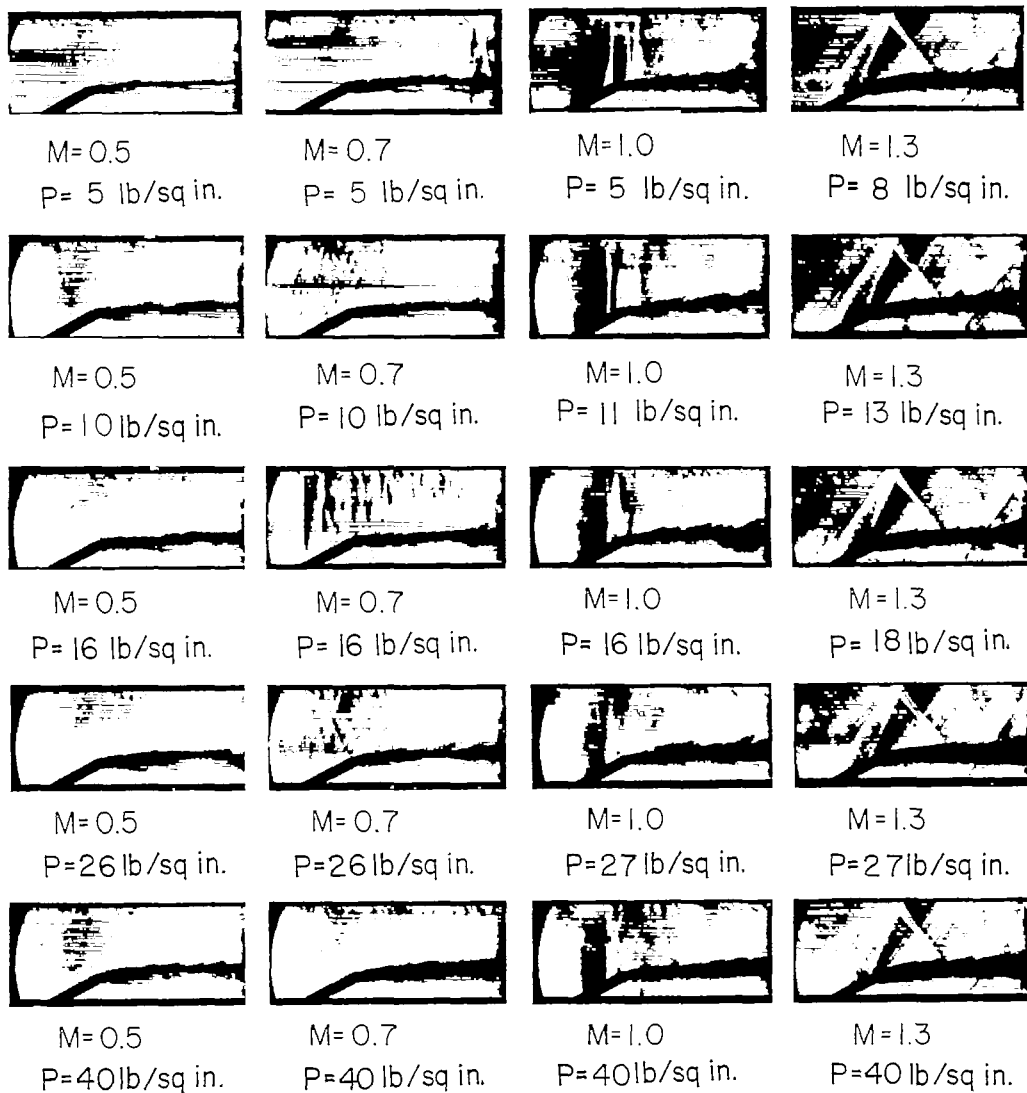 M=0.5 M=0.7 M=1.0 M=1.3
P= 5 lb/sq in. P= 5 lb/sq in. P= 5 lb/sq in. P= 8 lb/sq in.
M=0.5 M=0.7 M=1.0 M=1.3
P=10 lb/sq in. P=10 lb/sq in. P= 11 lb/sq in. P=13 lb/sq in.
M=0.5 M=0.7 M=1.0 M=1.3
P= 16 lb/sq in. P= 16 lb/sq in. P= 16 lb/sq in. P= 18 lb/sq in.
M=0.5 M=0.7 M=1.0 M=1.3
P=26 lb/sq in. P=26 lb/sq in. P=27 lb/sq in. P=27 lb/sq in.
M=0.5 M=0.7 M=1.0 M=1.3
P=40 lb/sq in. P=40 lb/sq in. P=40 lb/sq in. P=40 lb/sq in.